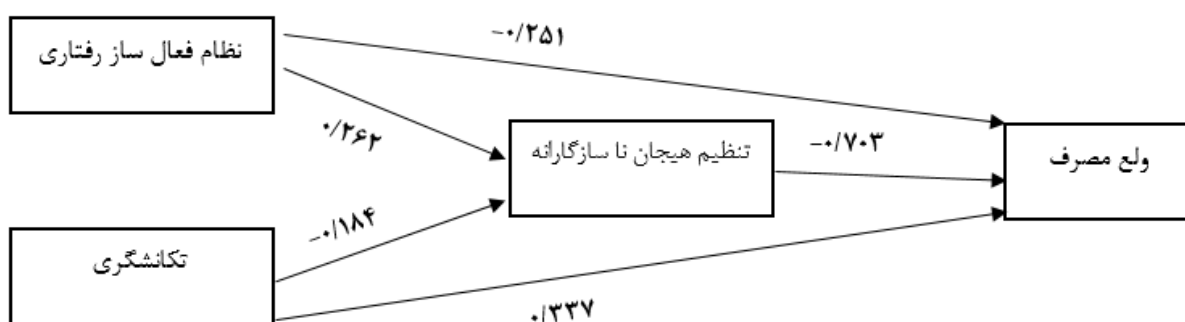 نظام فعال ساز رفتاری
-۰/۲۵۱
۰/۲۶۲
تنظیم هیجان نا سازگارانه
-۰/۷۰۳
ولع مصرف
-۰/۱۸۴
تکانشگری
۰/۳۳۷